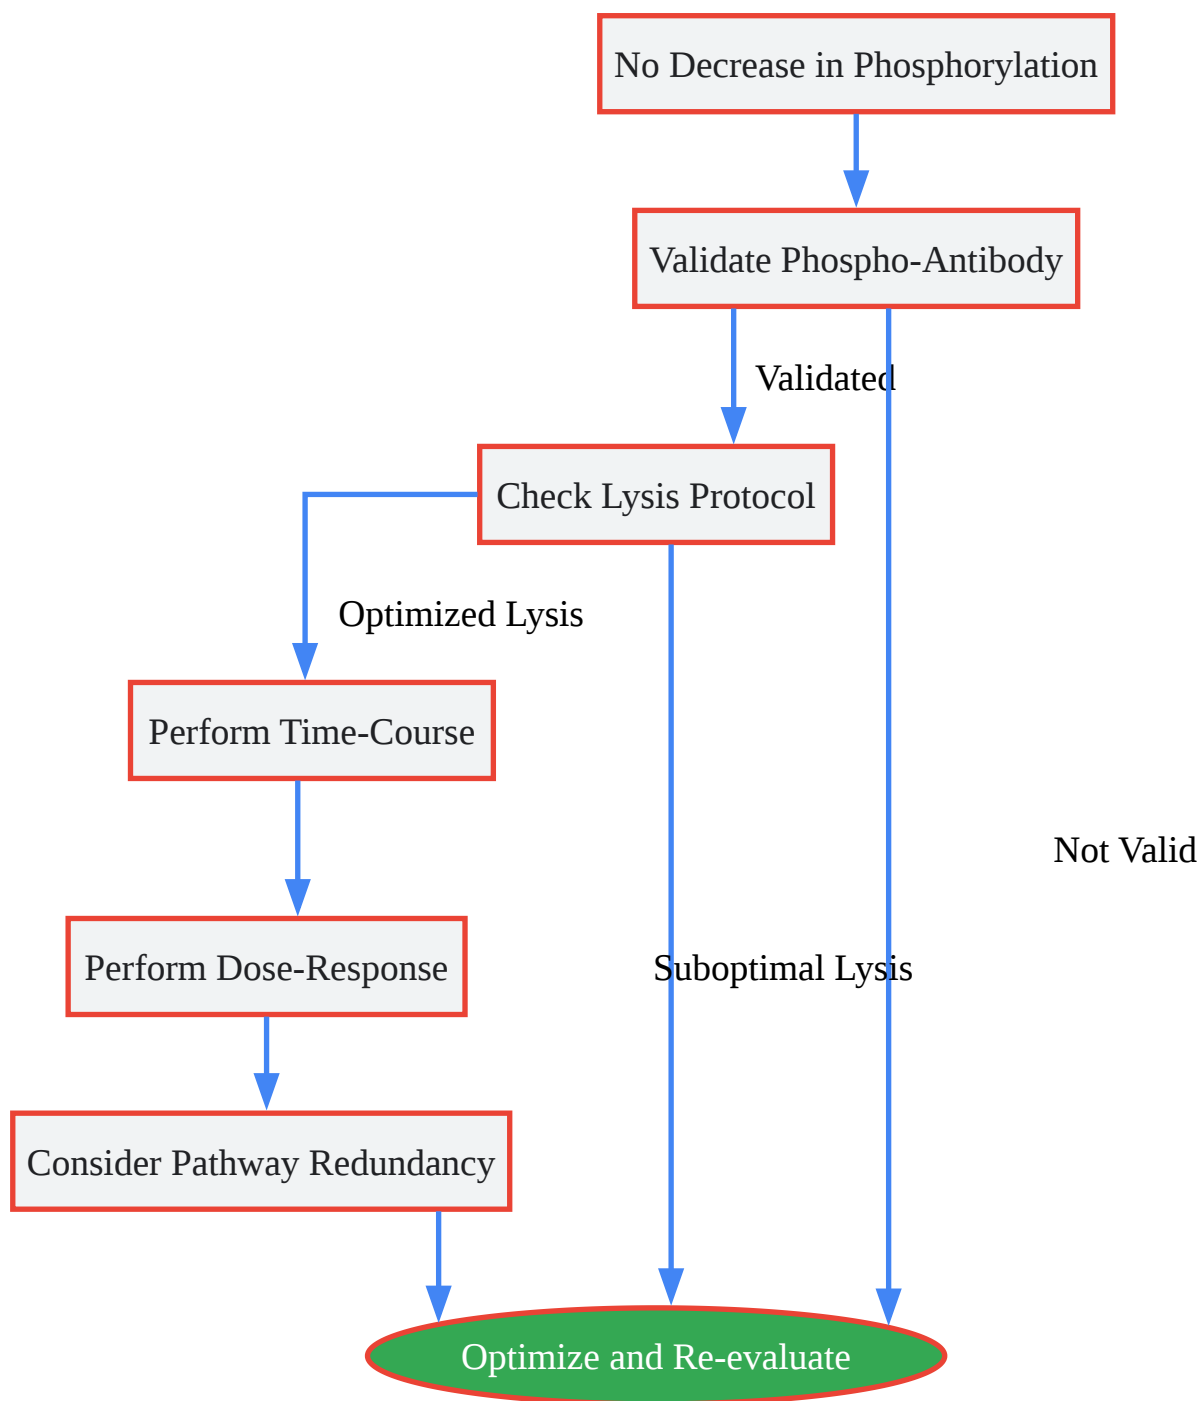 No Decrease in Phosphorylation
Validate Phospho-Antibody
Validated
Check Lysis Protocol
Optimized Lysis
Perform Time-Course
Not Valid
Perform Dose-Response
Suboptimal Lysis
Consider Pathway Redundancy
Optimize and Re-evaluate